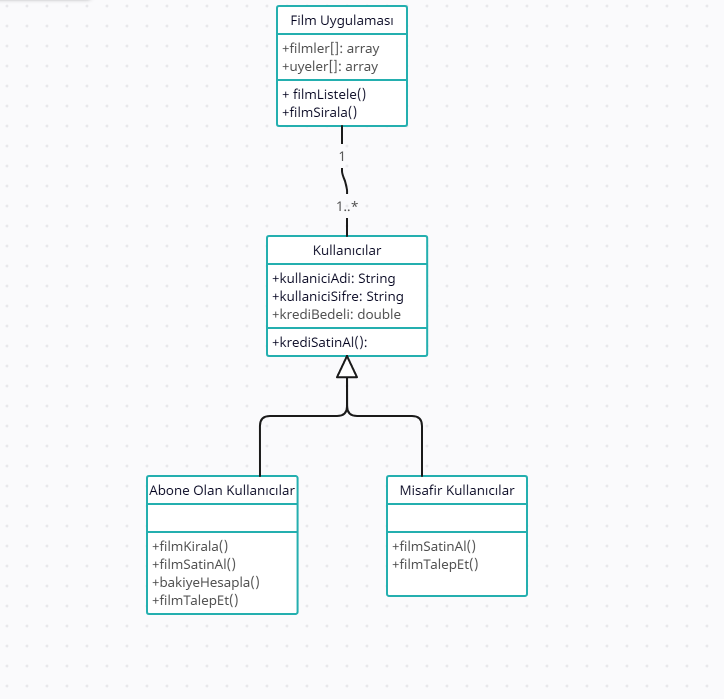 Film Uygulaması
+filmler[]: array
+uyeler[]: array
+ filmListele()
+filmSirala()
1
1..*
Kullanıcılar
+kullaniciAdi: String
+kullaniciSifre: String
+krediBedeli: double
+krediSatinAl():
Abone Olan Kullanıcılar
+filmKirala()
+filmSatinAl()
+bakiyeHesapla()
+filmTalepEt()
Misafir Kullanıcılar
+filmSatinAl()
+filmTalepEt()